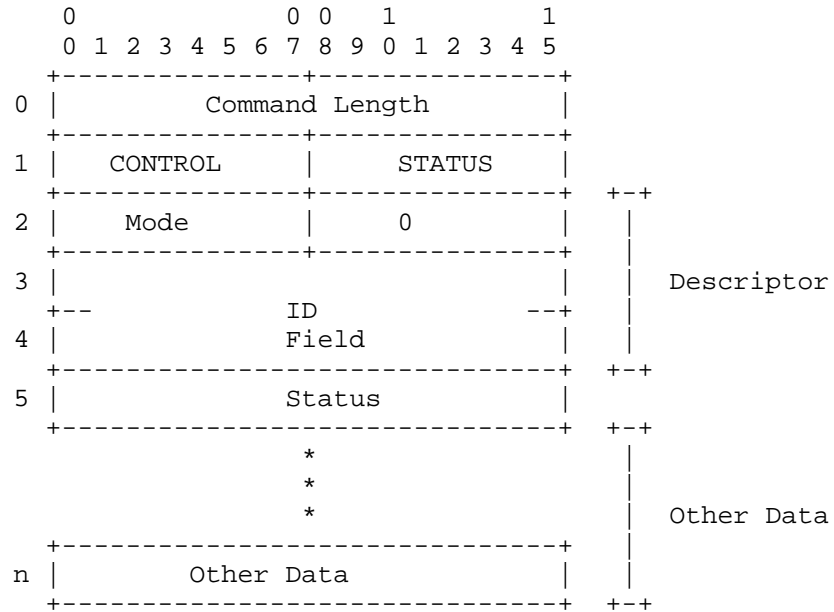 0 0 0 1 1
0 1 2 3 4 5 6 7 8 9 0 1 2 3 4 5
+---------------+---------------+
0 | Command Length |
+---------------+---------------+
1 | CONTROL | STATUS |
+---------------+---------------+ +-+
2 | Mode | 0 | |
+---------------+---------------+ |
3 | | | Descriptor
+-- ID --+ |
4 | Field | |
+-------------------------------+ +-+
5 | Status |
+-------------------------------+ +-+
* |
* |
* | Other Data
+-------------------------------+ |
n | Other Data | |
+-------------------------------+ +-+